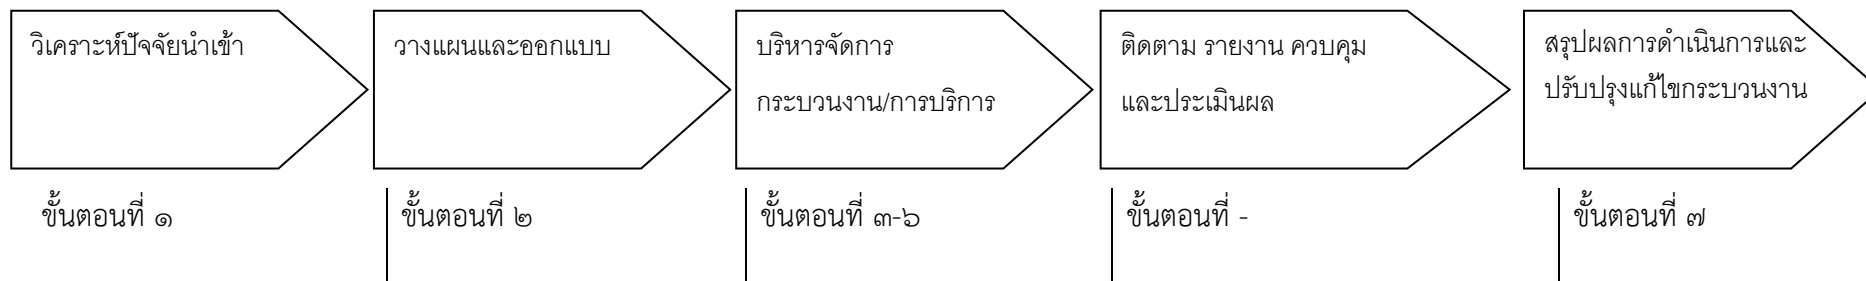 วิเคราะห์ปัจจัยนำเข้า
วางแผนและออกแบบ
บริหารจัดการ
กระบวนงาน/การบริการ
ติดตาม รายงาน ควบคุม
และประเมินผล
สรุปผลการดำเนินการและ
ปรับปรุงแก้ไขกระบวนงาน
ขั้นตอนที่ ๑
ขั้นตอนที่ ๒
ขั้นตอนที่ ๓-๖
ขั้นตอนที่ -
ขั้นตอนที่ ๗